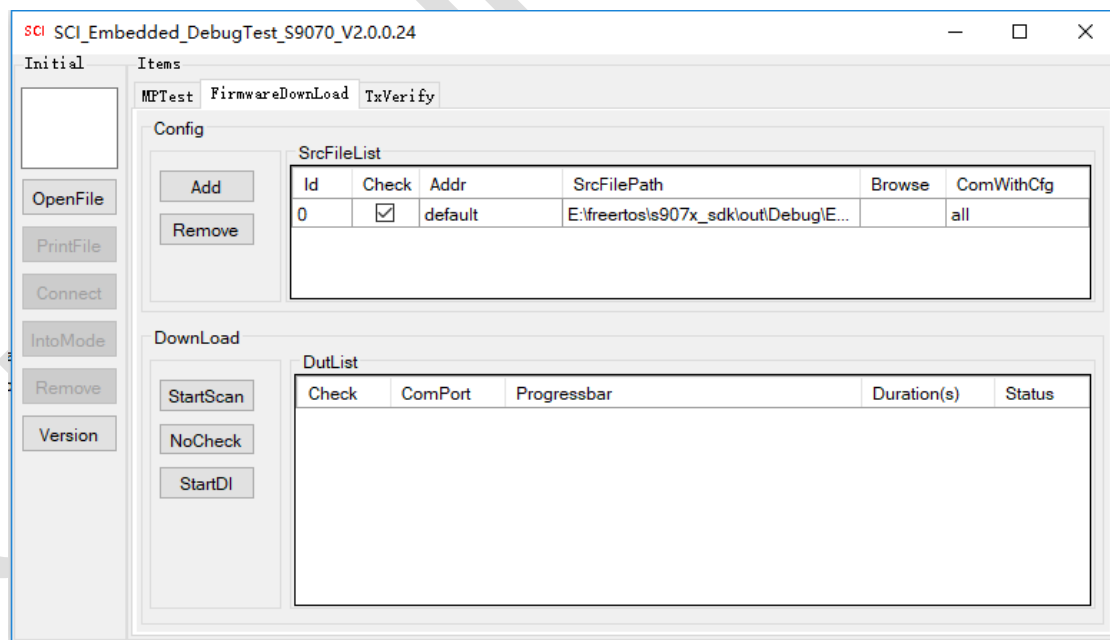 SCI SCI_Embedded_DebugTest_S9070_V2.0.0.24
Initial
Items
MPTest FirmwareDownLoad TxVerify
OpenFile
PrintFile
Connect
IntoMode
Remove
Version
Config
Add
Remove
SrcFileList
Id Check Addr SrcFilePath Browse ComWithCfg
0 default E:\freertos\s907x_sdk\out\Debug\E... all
DownLoad
StartScan
NoCheck
StartDl
DutList
Check ComPort Progressbar Duration(s) Status